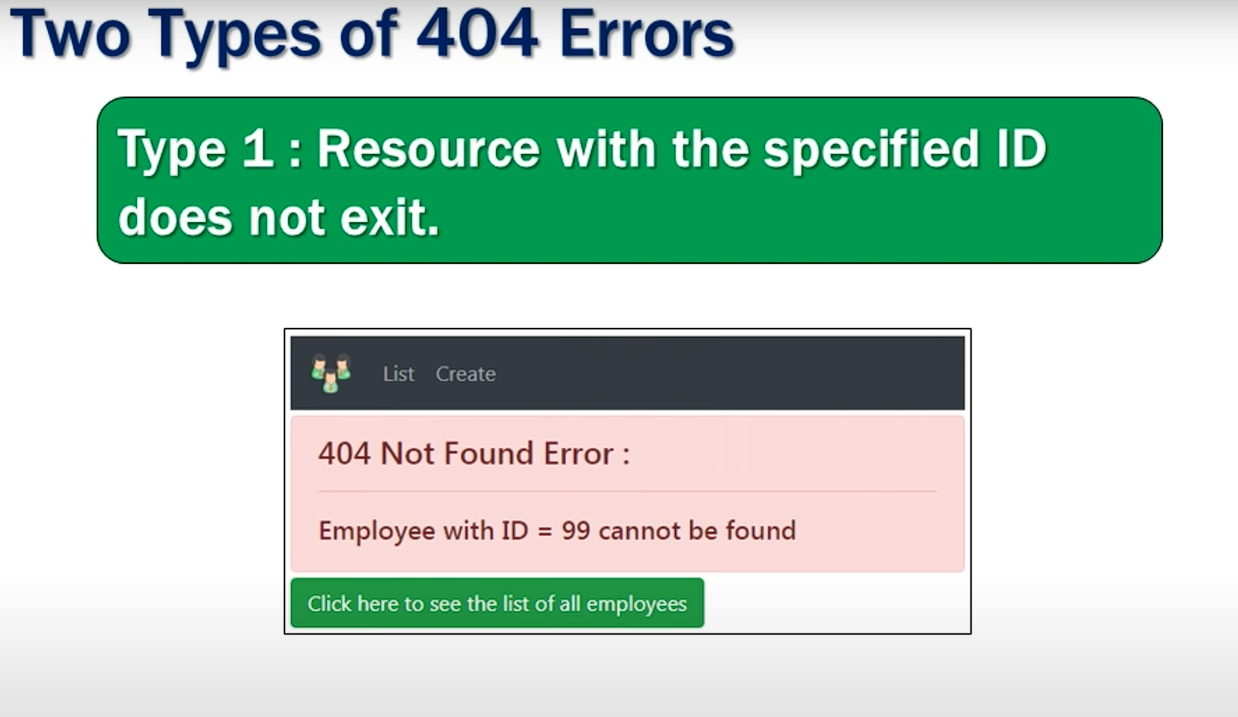 Two Types of 404 Errors
Type 1 : Resource with the specified ID
does not exit.
List Create
404 Not Found Error :
Employee with ID = 99 cannot be found
Click here to see the list of all employees